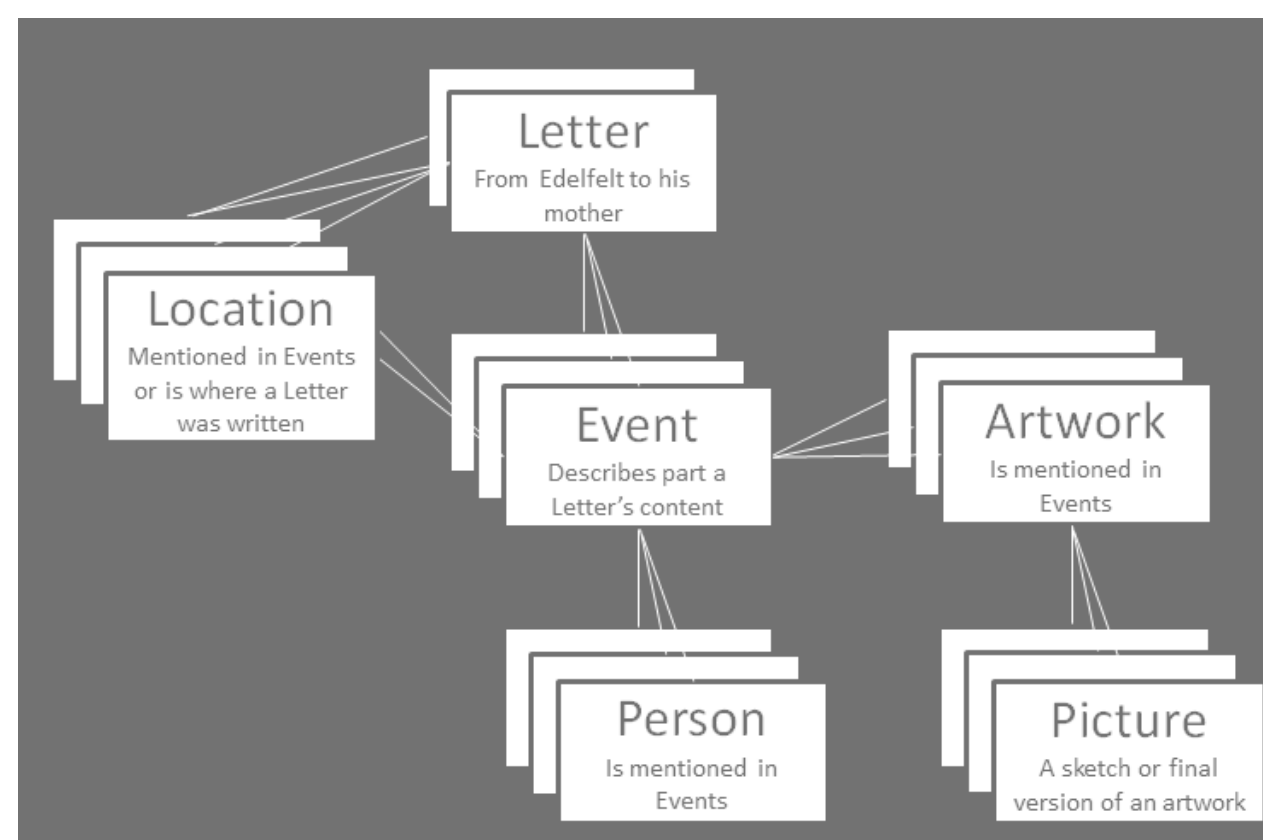 Letter
From Edelfelt to his
mother
Location
Mentioned in Events
or is where a Letter
was written
Event
Describes part a
Letter's content
Artwork
Is mentioned in
Events
Person
Is mentioned in
Events
Picture
A sketch or final
version of an artwork